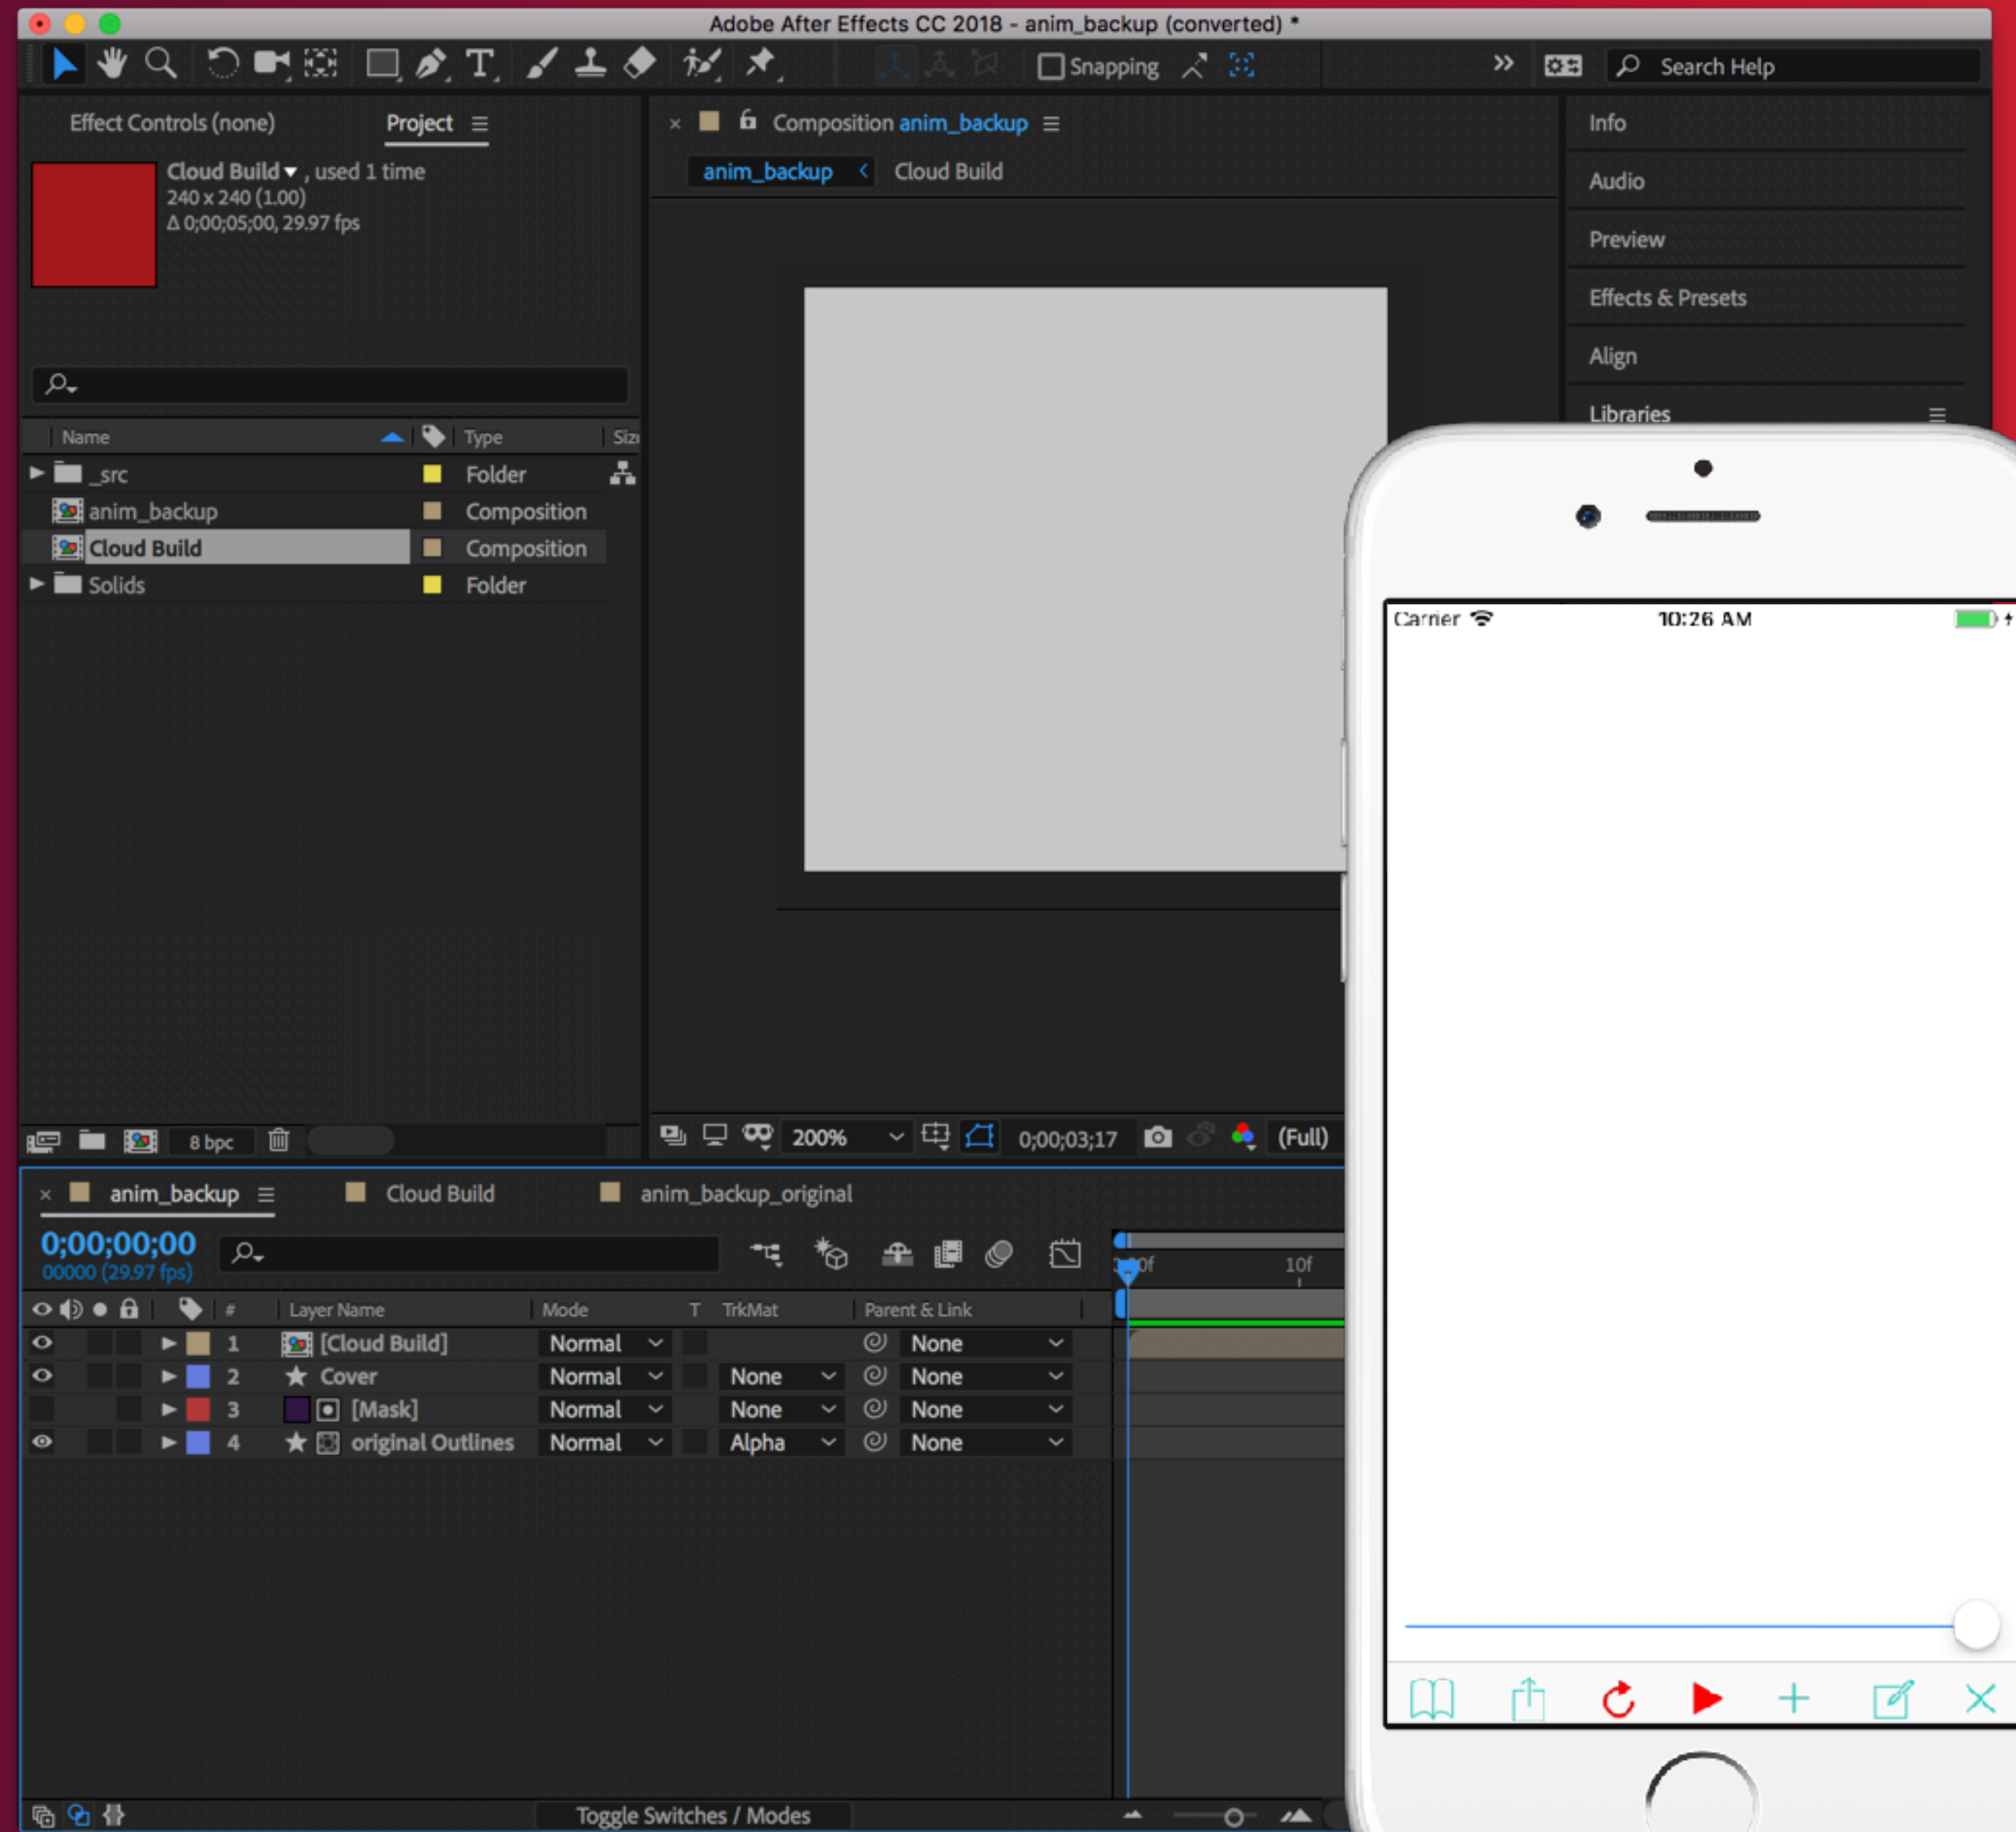 Adobe After Effects CC 2018 - anim_backup (converted) *
Snapping
Search Help
Effect Controls (none)
Project
Composition anim_backup
Info
Cloud Build, used 1 time
240 x 240 (1.00)
Δ 0;00;05;00, 29.97 fps
anim_backup
Cloud Build
Audio
Preview
Effects & Presets
Align
Libraries
Name
Type
Siz
_src
Folder
anim_backup
Composition
Cloud Build
Composition
Solids
Folder
Carrier
10:26 AM
8 bpc
200%
0;00;03;17
(Full)
anim_backup
Cloud Build
anim_backup_original
0;00;00;00
00000 (29.97 fps)
10f
#
Layer Name
Mode
T
TrkMat
Parent & Link
1
[Cloud Build]
Normal
None
2
Cover
Normal
None
None
3
[Mask]
Normal
None
None
4
original Outlines
Normal
Alpha
None
Toggle Switches / Modes